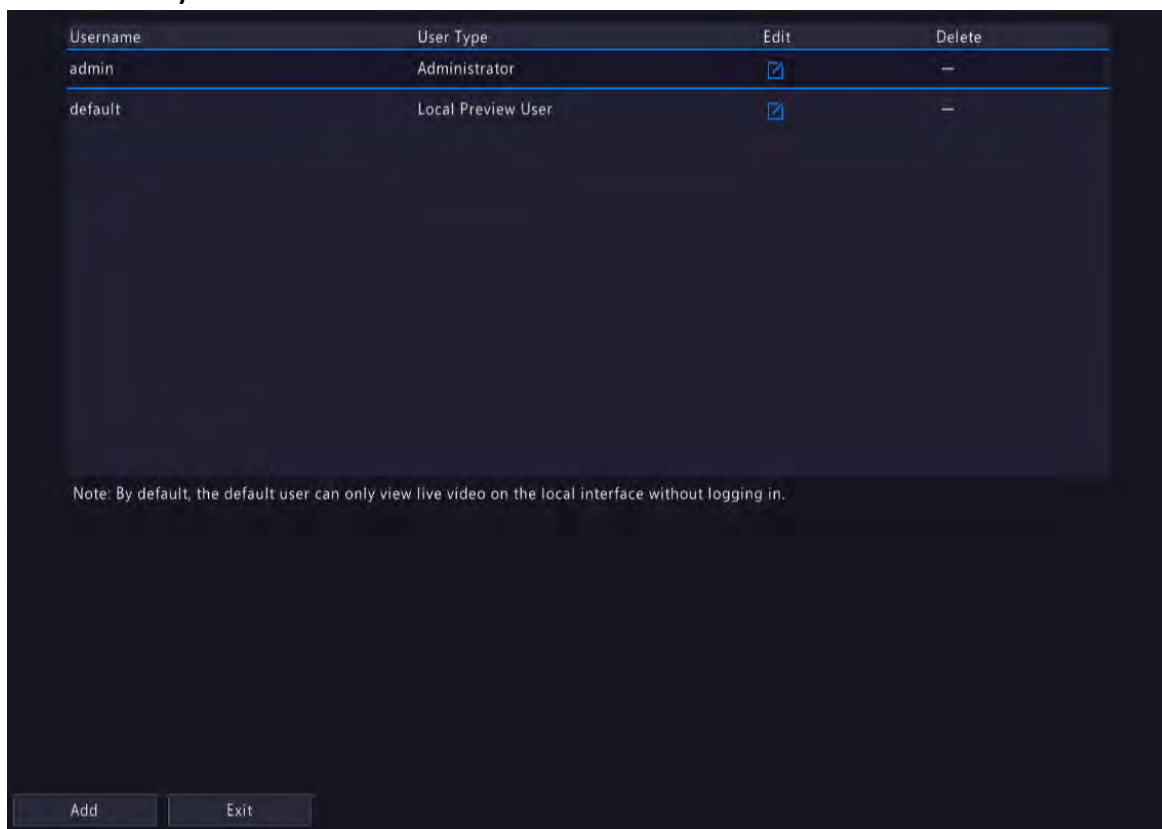 Username User Type Edit Delete
admin Administrator —
default Local Preview User —
Note: By default, the default user can only view live video on the local interface without logging in.
Add Exit